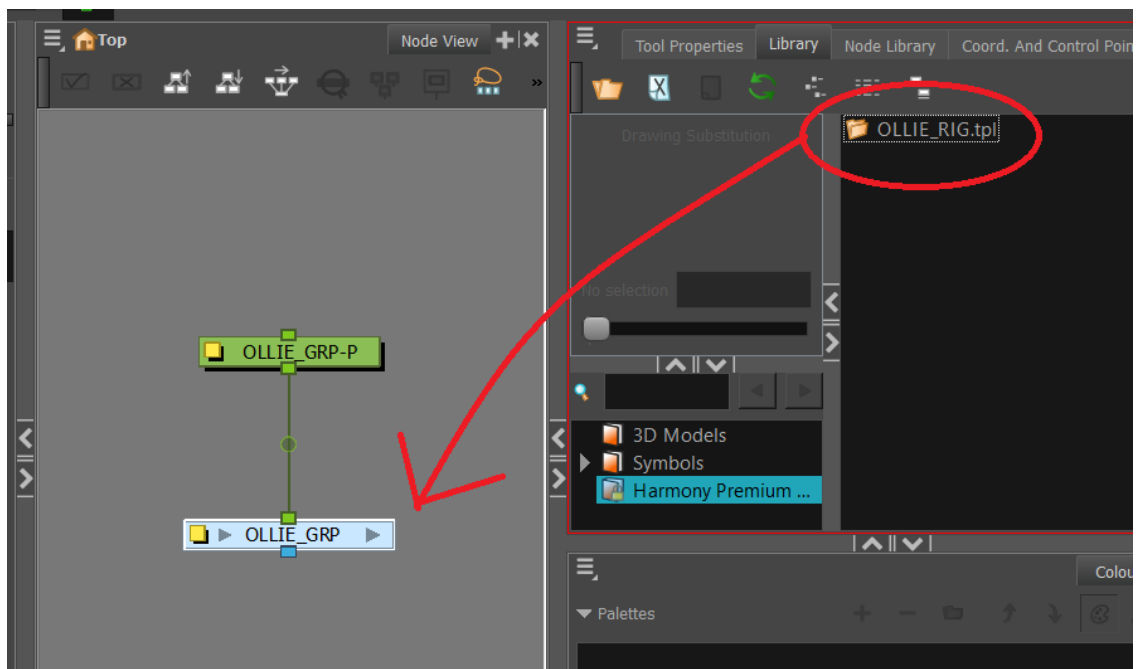 Top
Node View
Tool Properties
Library
Node Library
Coord. And Control Poin
Drawing Substitution
OLLIE_RIG.tpl
No selection
OLLIE_GRP-P
3D Models
Symbols
Harmony Premium ...
OLLIE_GRP
Colou
Palettes